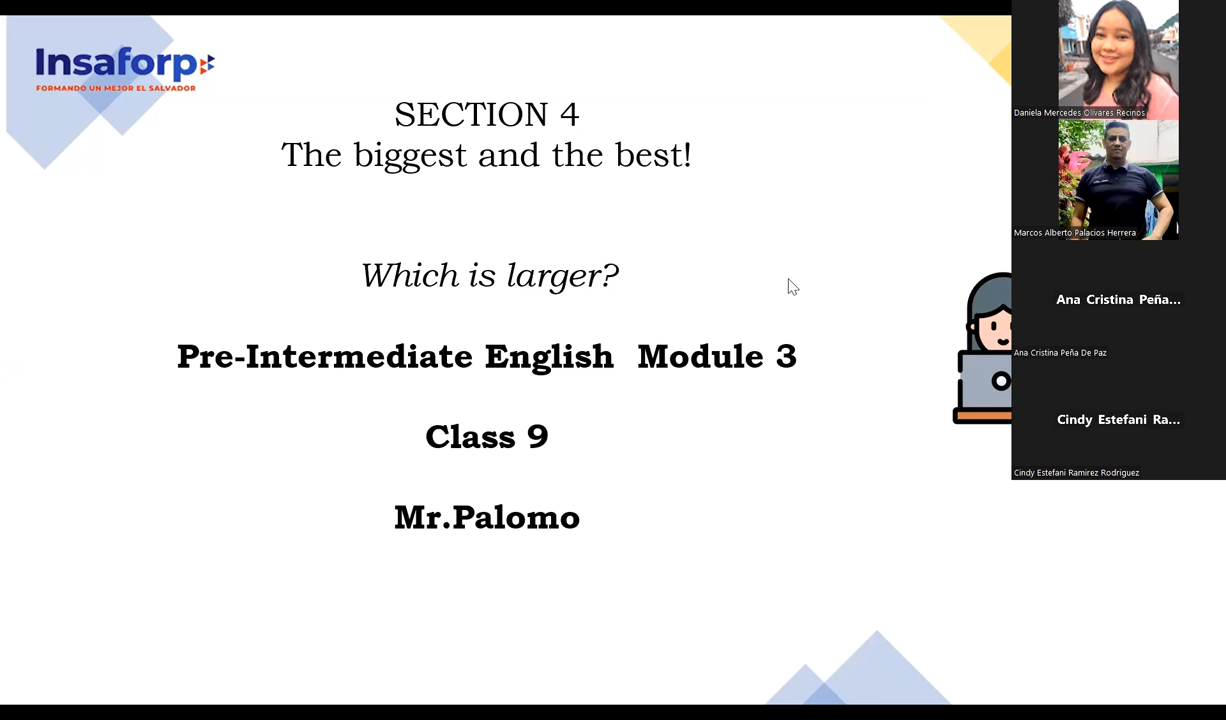 Insaforp
FORMANDO UN MEJOR EL SALVADOR
SECTION 4
The biggest and the best!
Which is larger?
Pre-Intermediate English Module 3
Class 9
Mr.Palomo
Daniela Mercedes Olivares Recinos
Marcos Alberto Palacios Herrera
Ana Cristina Peña...
Ana Cristina Peña De Paz
Cindy Estefani Ra...
Cindy Estefani Ramirez Rodriguez